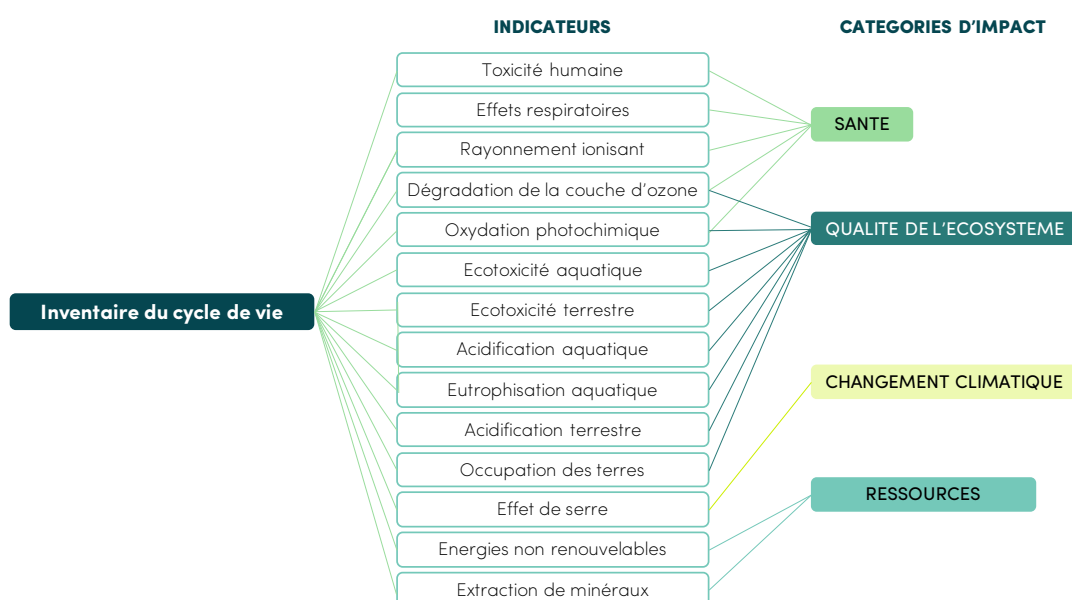 INDICATEURS
CATEGORIES D'IMPACT
Toxicité humaine
Effets respiratoires
SANTE
Rayonnement ionisant
Dégradation de la couche d'ozone
Oxydation photochimique
QUALITE DE L'ECOSYSTEME
Ecotoxicité aquatique
Inventaire du cycle de vie
Ecotoxicité terrestre
Acidification aquatique
CHANGEMENT CLIMATIQUE
Eutrophisation aquatique
Acidification terrestre
Occupation des terres
RESSOURCES
Effet de serre
Energies non renouvelables
Extraction de minéraux